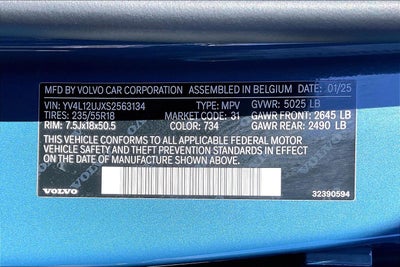 MFD BY VOLVO CAR CORPORATION ASSEMBLED IN BELGIUM 01/25
VIN: YV4L12UJXS2563134 TYPE: MPV GVWR: 5025 LB
TIRES: 235/55R18 MARKET CODE: 31 GAWR FRONT: 2645 LB
RIM: 7.5Jx18x50.5 COLOR: 734 GAWR REAR: 2490 LB
THIS VEHICLE CONFORMS TO ALL APPLICABLE FEDERAL MOTOR
VEHICLE SAFETY AND THEFT PREVENTION STANDARDS IN EFFECT
ON THE DATE OF MANUFACTURE SHOWN ABOVE.
VOLVO
32390594